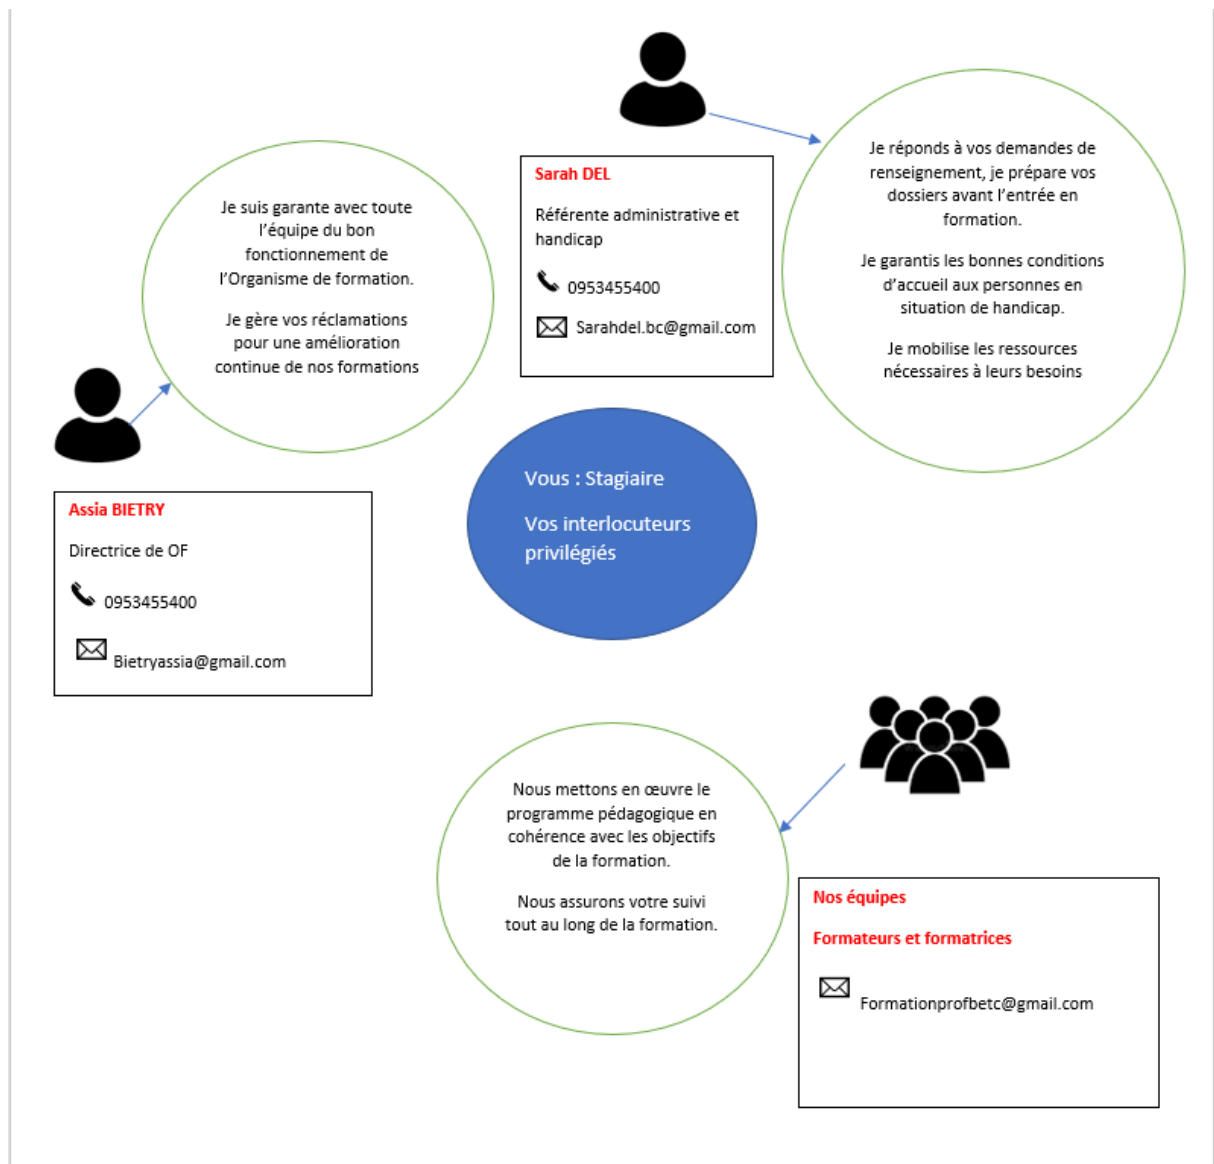 Je réponds à vos demandes de
renseignement, je prépare vos
dossiers avant l'entrée en
formation.
Je garantis les bonnes conditions
d'accueil aux personnes en
situation de handicap.
Je mobilise les ressources
nécessaires à leurs besoins
Sarah DEL
Référente administrative et
handicap
0953455400
Sarahdel.bc@gmail.com
Je suis garante avec toute
l'équipe du bon
fonctionnement de
l'Organisme de formation.
Je gère vos réclamations
pour une amélioration
continue de nos formations
Assia BIETRY
Directrice de OF
0953455400
Bietryassia@gmail.com
Vous : Stagiaire
Vos interlocuteurs
privilégiés
Nous mettons en œuvre le
programme pédagogique en
cohérence avec les objectifs
de la formation.
Nous assurons votre suivi
tout au long de la formation.
Nos équipes
Formateurs et formatrices
Formationprofbetc@gmail.com